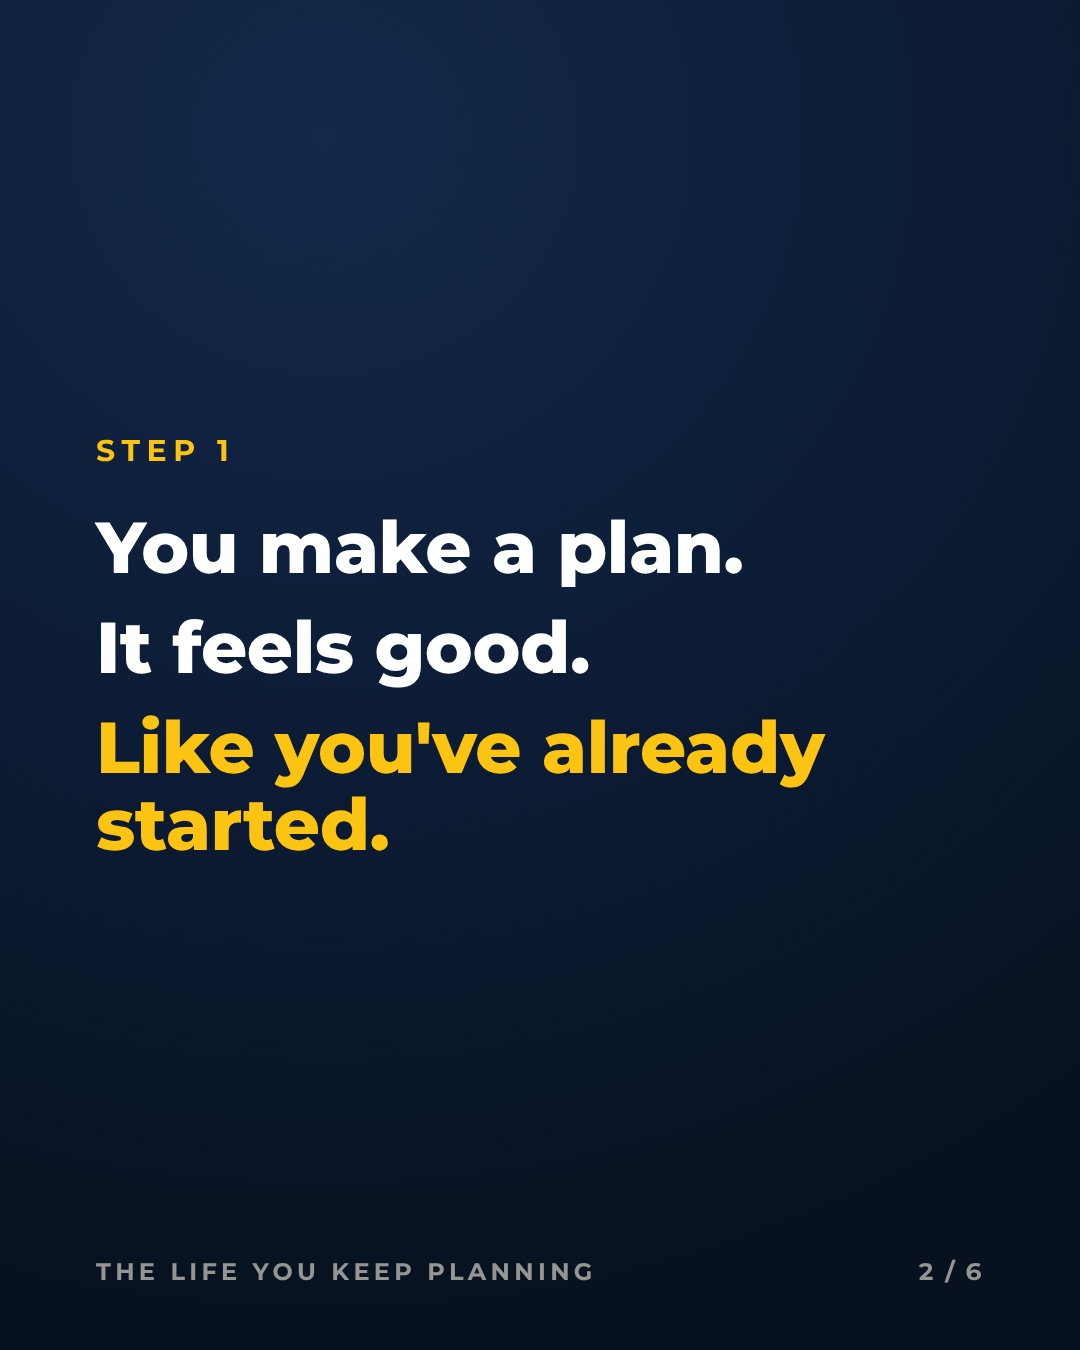 STEP 1
You make a plan.
It feels good.
Like you've already
started.
THE LIFE YOU KEEP PLANNING
2 / 6